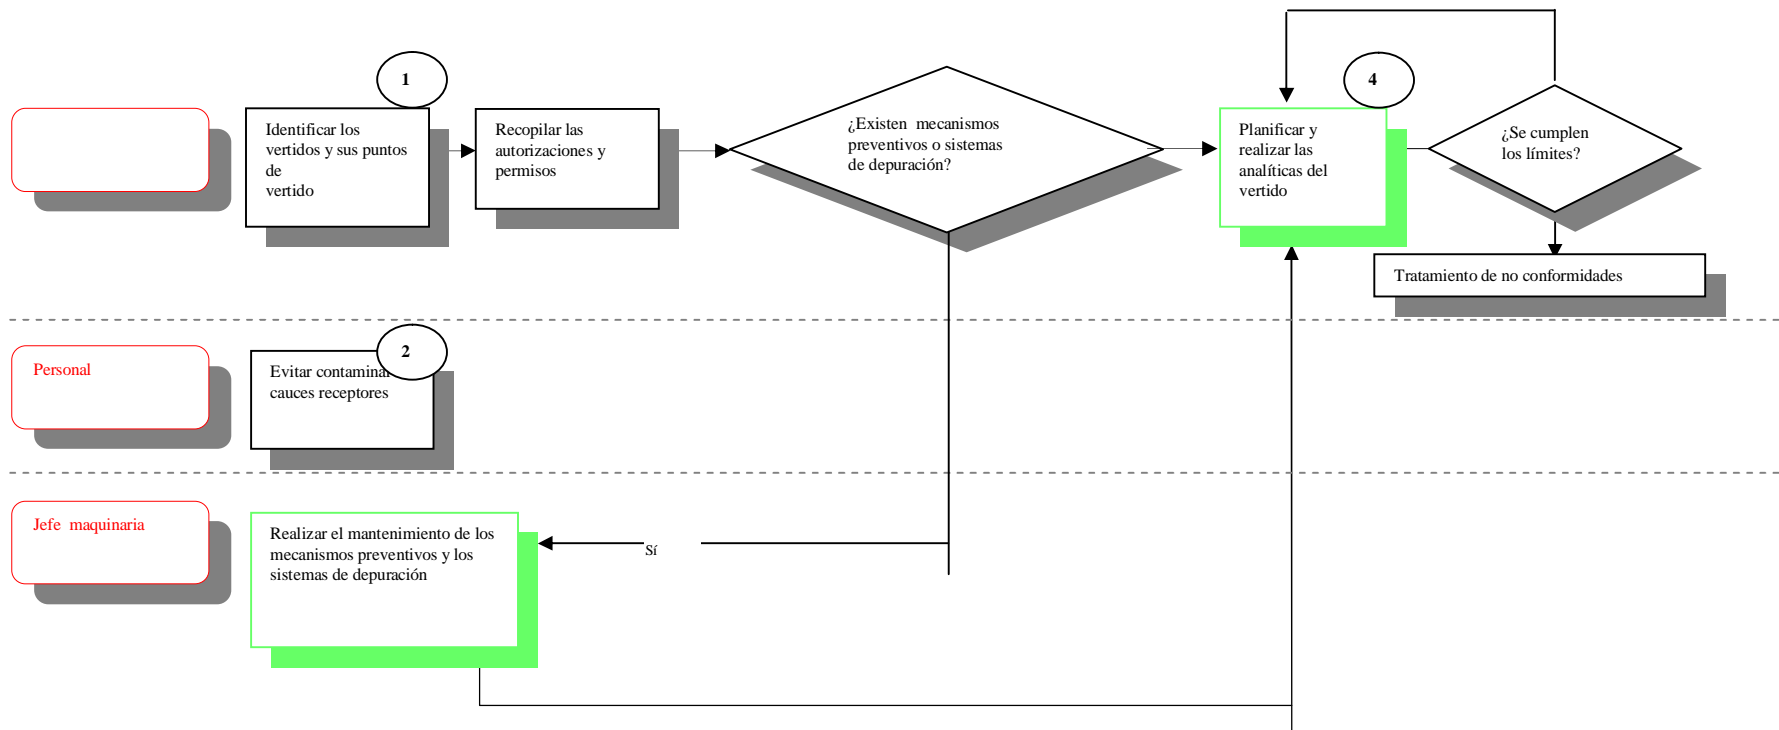 1
Identificar los
vertidos y sus puntos
de
vertido
Recopilar las
autorizaciones y
permisos
¿Existen mecanismos
preventivos o sistemas
de depuración?
4
Planificar y
realizar las
analíticas del
vertido
¿Se cumplen
los límites?
Tratamiento de no conformidades
Personal
2
Evitar contaminar
cauces receptores
Jefe maquinaria
Realizar el mantenimiento de los
mecanismos preventivos y los
sistemas de depuración
Sí